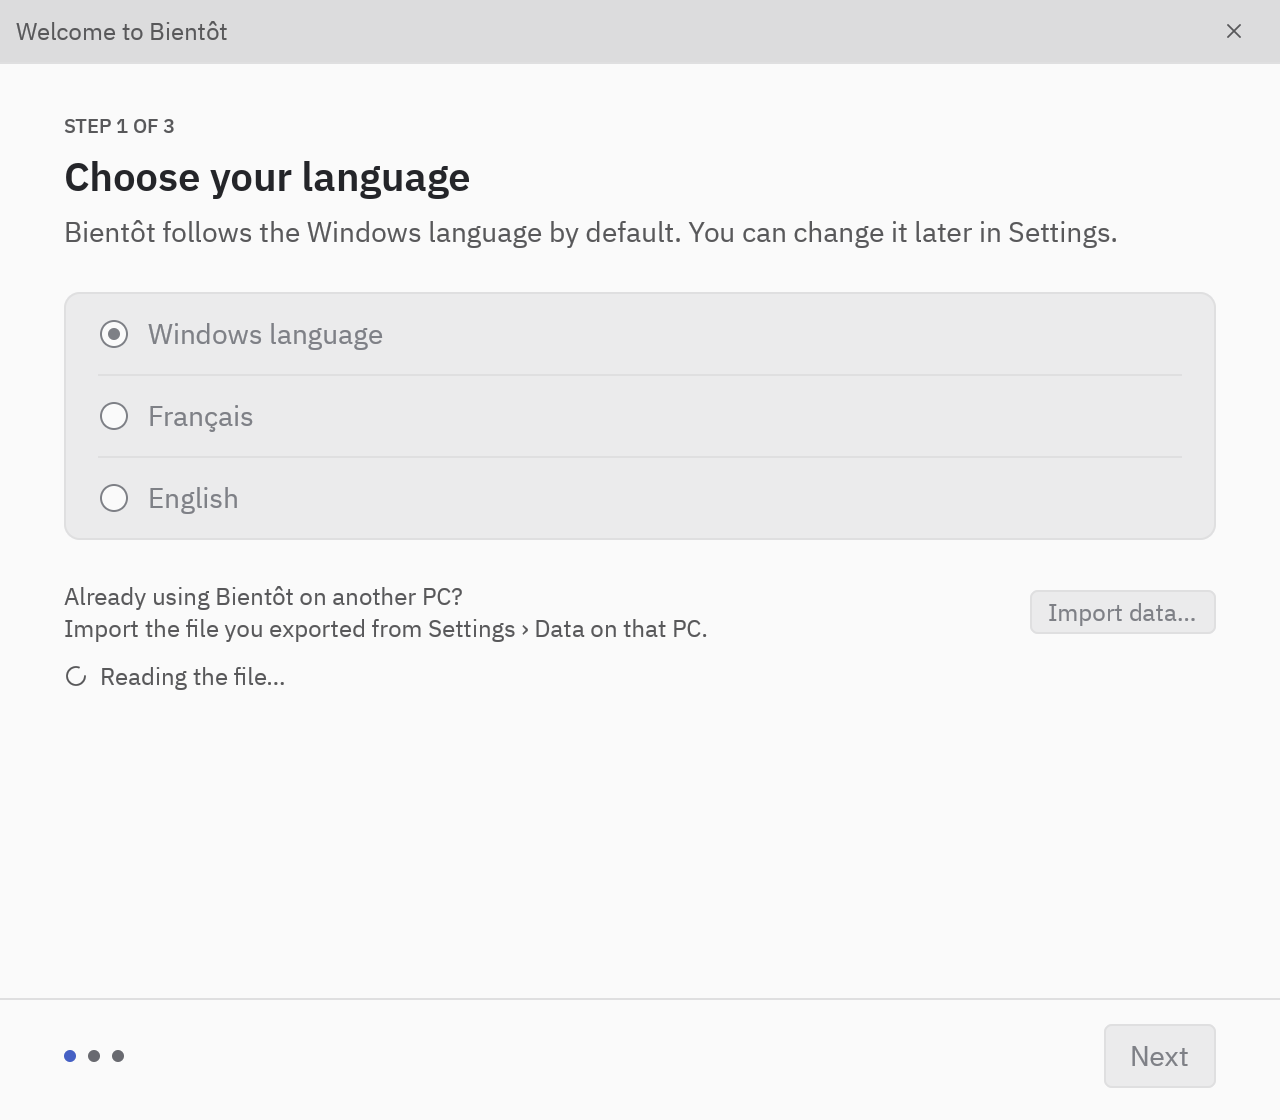 Welcome to Bientôt
STEP 1 OF 3
Choose your language
Bientôt follows the Windows language by default. You can change it later in Settings.
Windows language
Français
English
Already using Bientôt on another PC?
Import the file you exported from Settings › Data on that PC.
Import data…
Reading the file…
Next